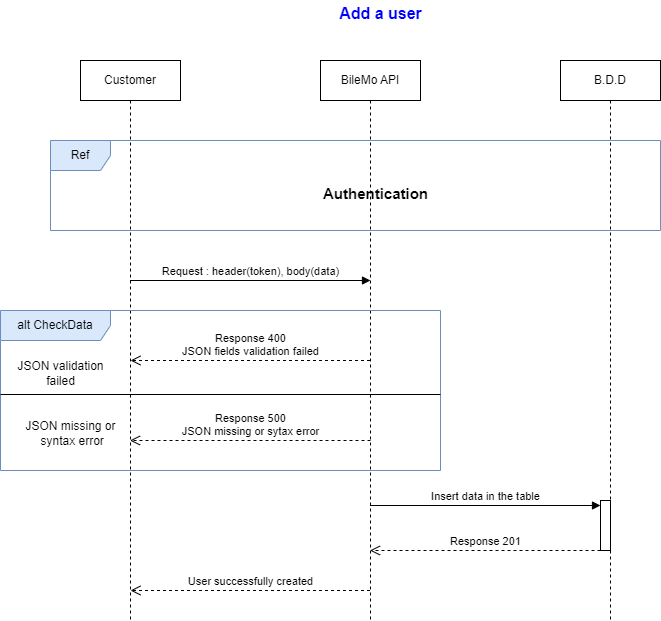 Add a user
Customer
BileMo API
B.D.D
Ref
Authentication
Request : header(token), body(data)
alt CheckData
Response 400
JSON fields validation failed
JSON validation
failed
Response 500
JSON missing or sytax error
JSON missing or
syntax error
Insert data in the table
Response 201
User successfully created